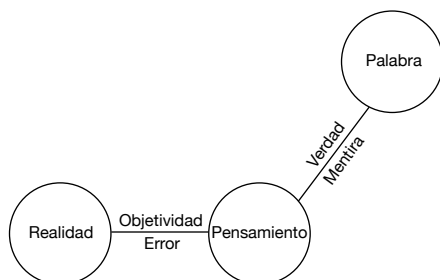 Palabra
Verdad
Mentira
Realidad
Objetividad
Error
Pensamiento